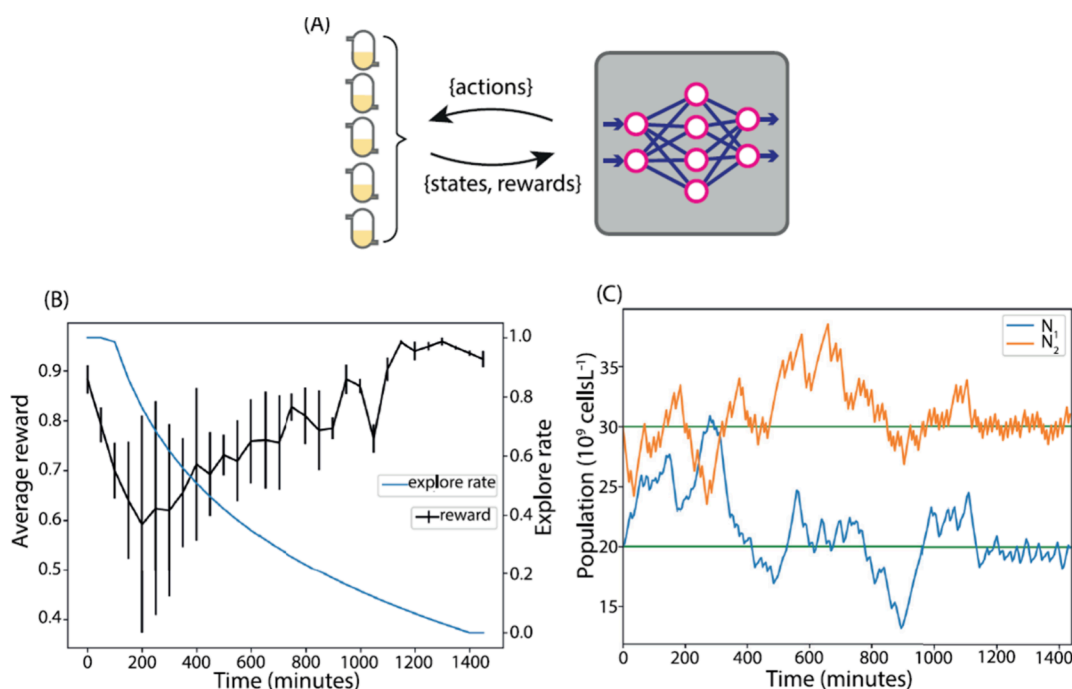 (A)
{actions}
{states, rewards}
(B)
Average reward
0.9
0.8
0.7
0.6
0.5
0.4
1.0
0.8
0.6
0.4
0.2
0.0
Explore rate
explore rate
reward
0 200 400 600 800 1000 1200 1400
Time (minutes)
(C)
Population (10⁹ cellsL⁻¹)
35
30
25
20
15
N₁
N₂
0 200 400 600 800 1000 1200 1400
Time (minutes)